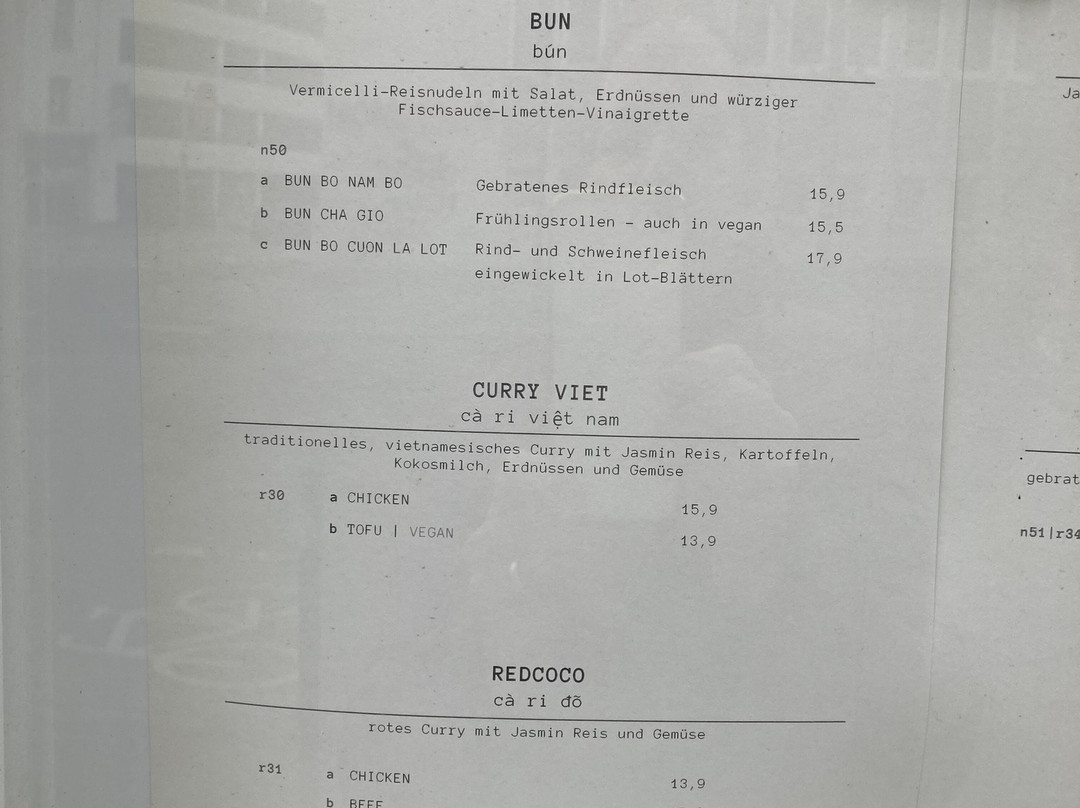 BUN
bún
Vermicelli-Reisnudeln mit Salat, Erdnüssen und würziger
Fischsauce-Limetten-Vinaigrette
n50
a BUN BO NAM BO Gebratenes Rindfleisch 15,9
b BUN CHA GIO Frühlingsrollen - auch in vegan 15,5
c BUN BO CUON LA LOT Rind- und Schweinefleisch 17,9
eingewickelt in Lot-Blättern
CURRY VIET
cà ri việt nam
traditionelles, vietnamesisches Curry mit Jasmin Reis, Kartoffeln,
Kokosmilch, Erdnüssen und Gemüse
r30 a CHICKEN 15,9
b TOFU | VEGAN 13,9
REDCOCO
cà ri đõ
rotes Curry mit Jasmin Reis und Gemüse
r31 a CHICKEN 13,9
b BEEF
Ja
gebrat
n51|r34